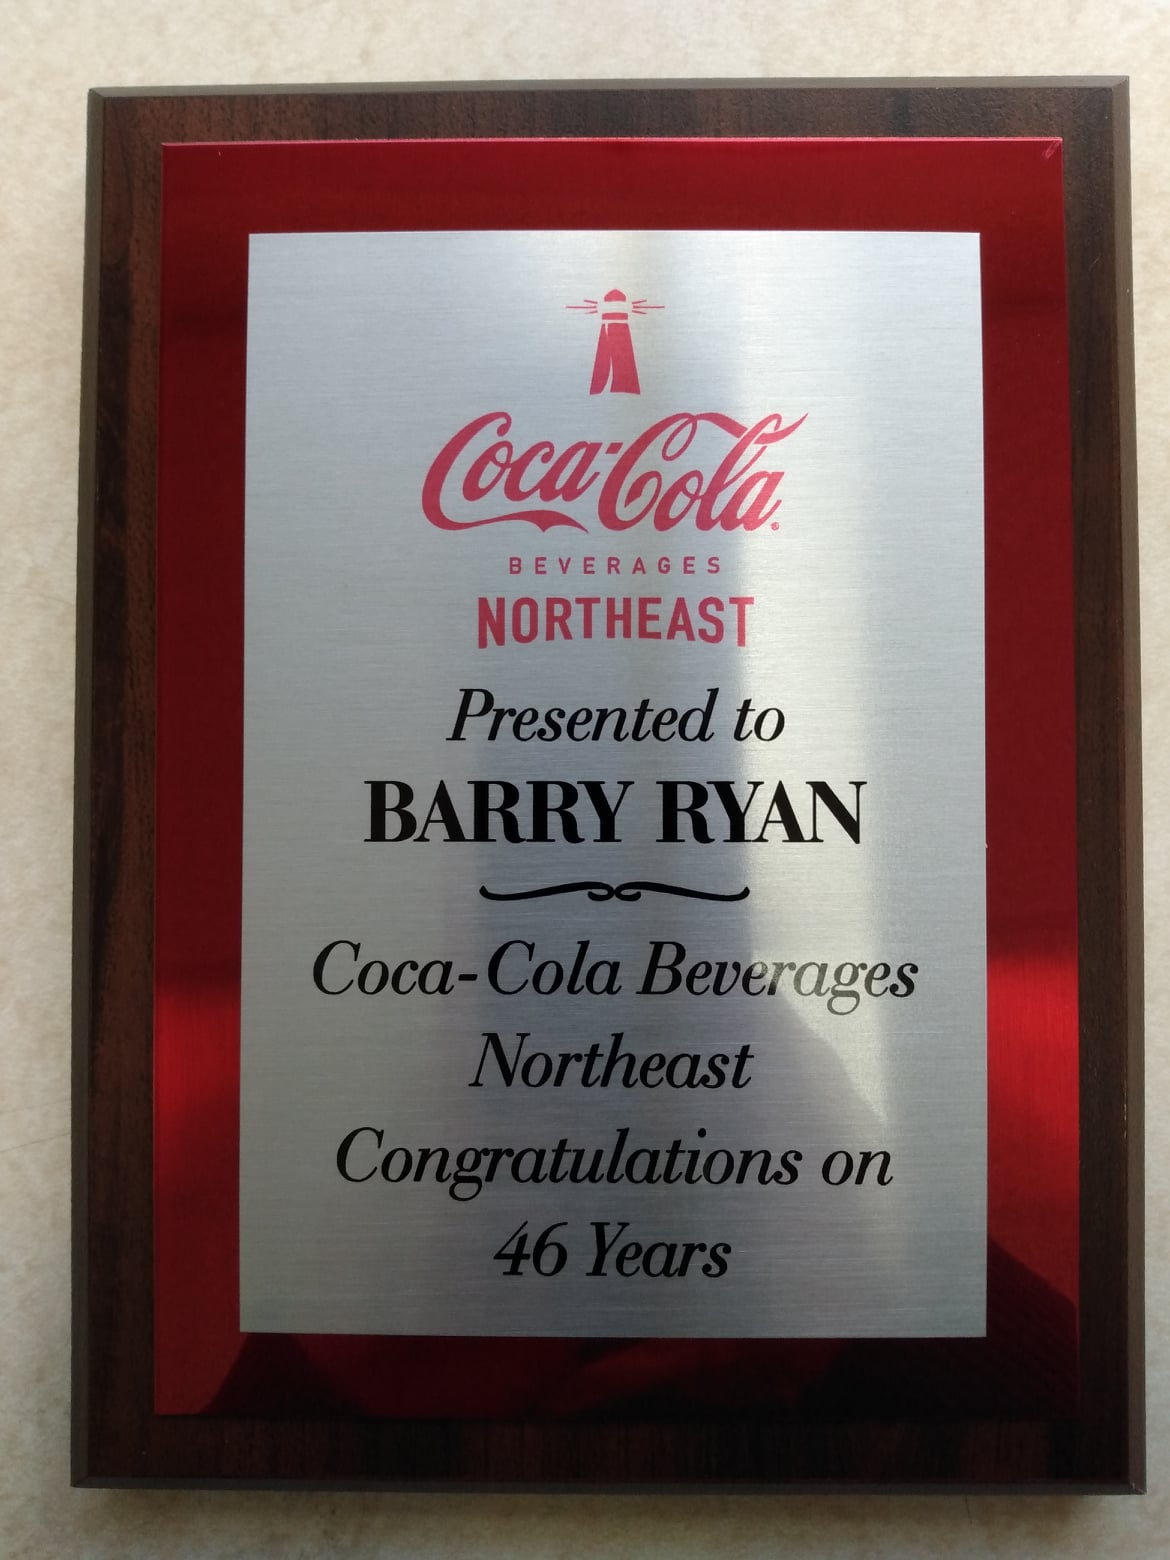 Coca-Cola®
BEVERAGES
NORTHEAST
Presented to
BARRY RYAN
Coca-Cola Beverages
Northeast
Congratulations on
46 Years